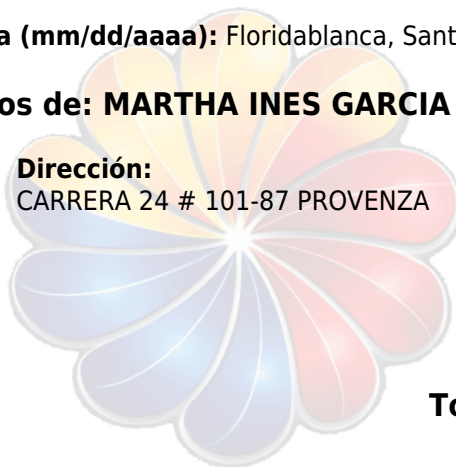 a (mm/dd/aaaa): Floridablanca, Sant
os de: MARTHA INES GARCIA
Dirección:
CARRERA 24 # 101-87 PROVENZA
To